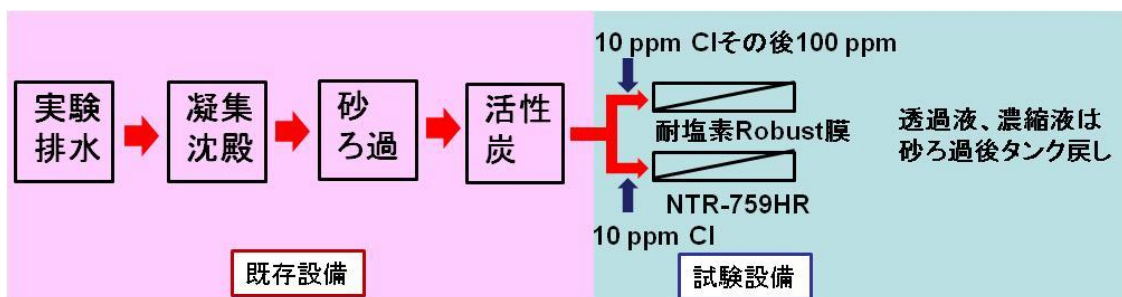 10 ppm Clその後100 ppm
実験
排水
凝集
沈殿
砂
ろ過
活性
炭
耐塩素Robust膜
透過液、濃縮液は
砂ろ過後タンク戻し
NTR-759HR
10 ppm Cl
既存設備
試験設備